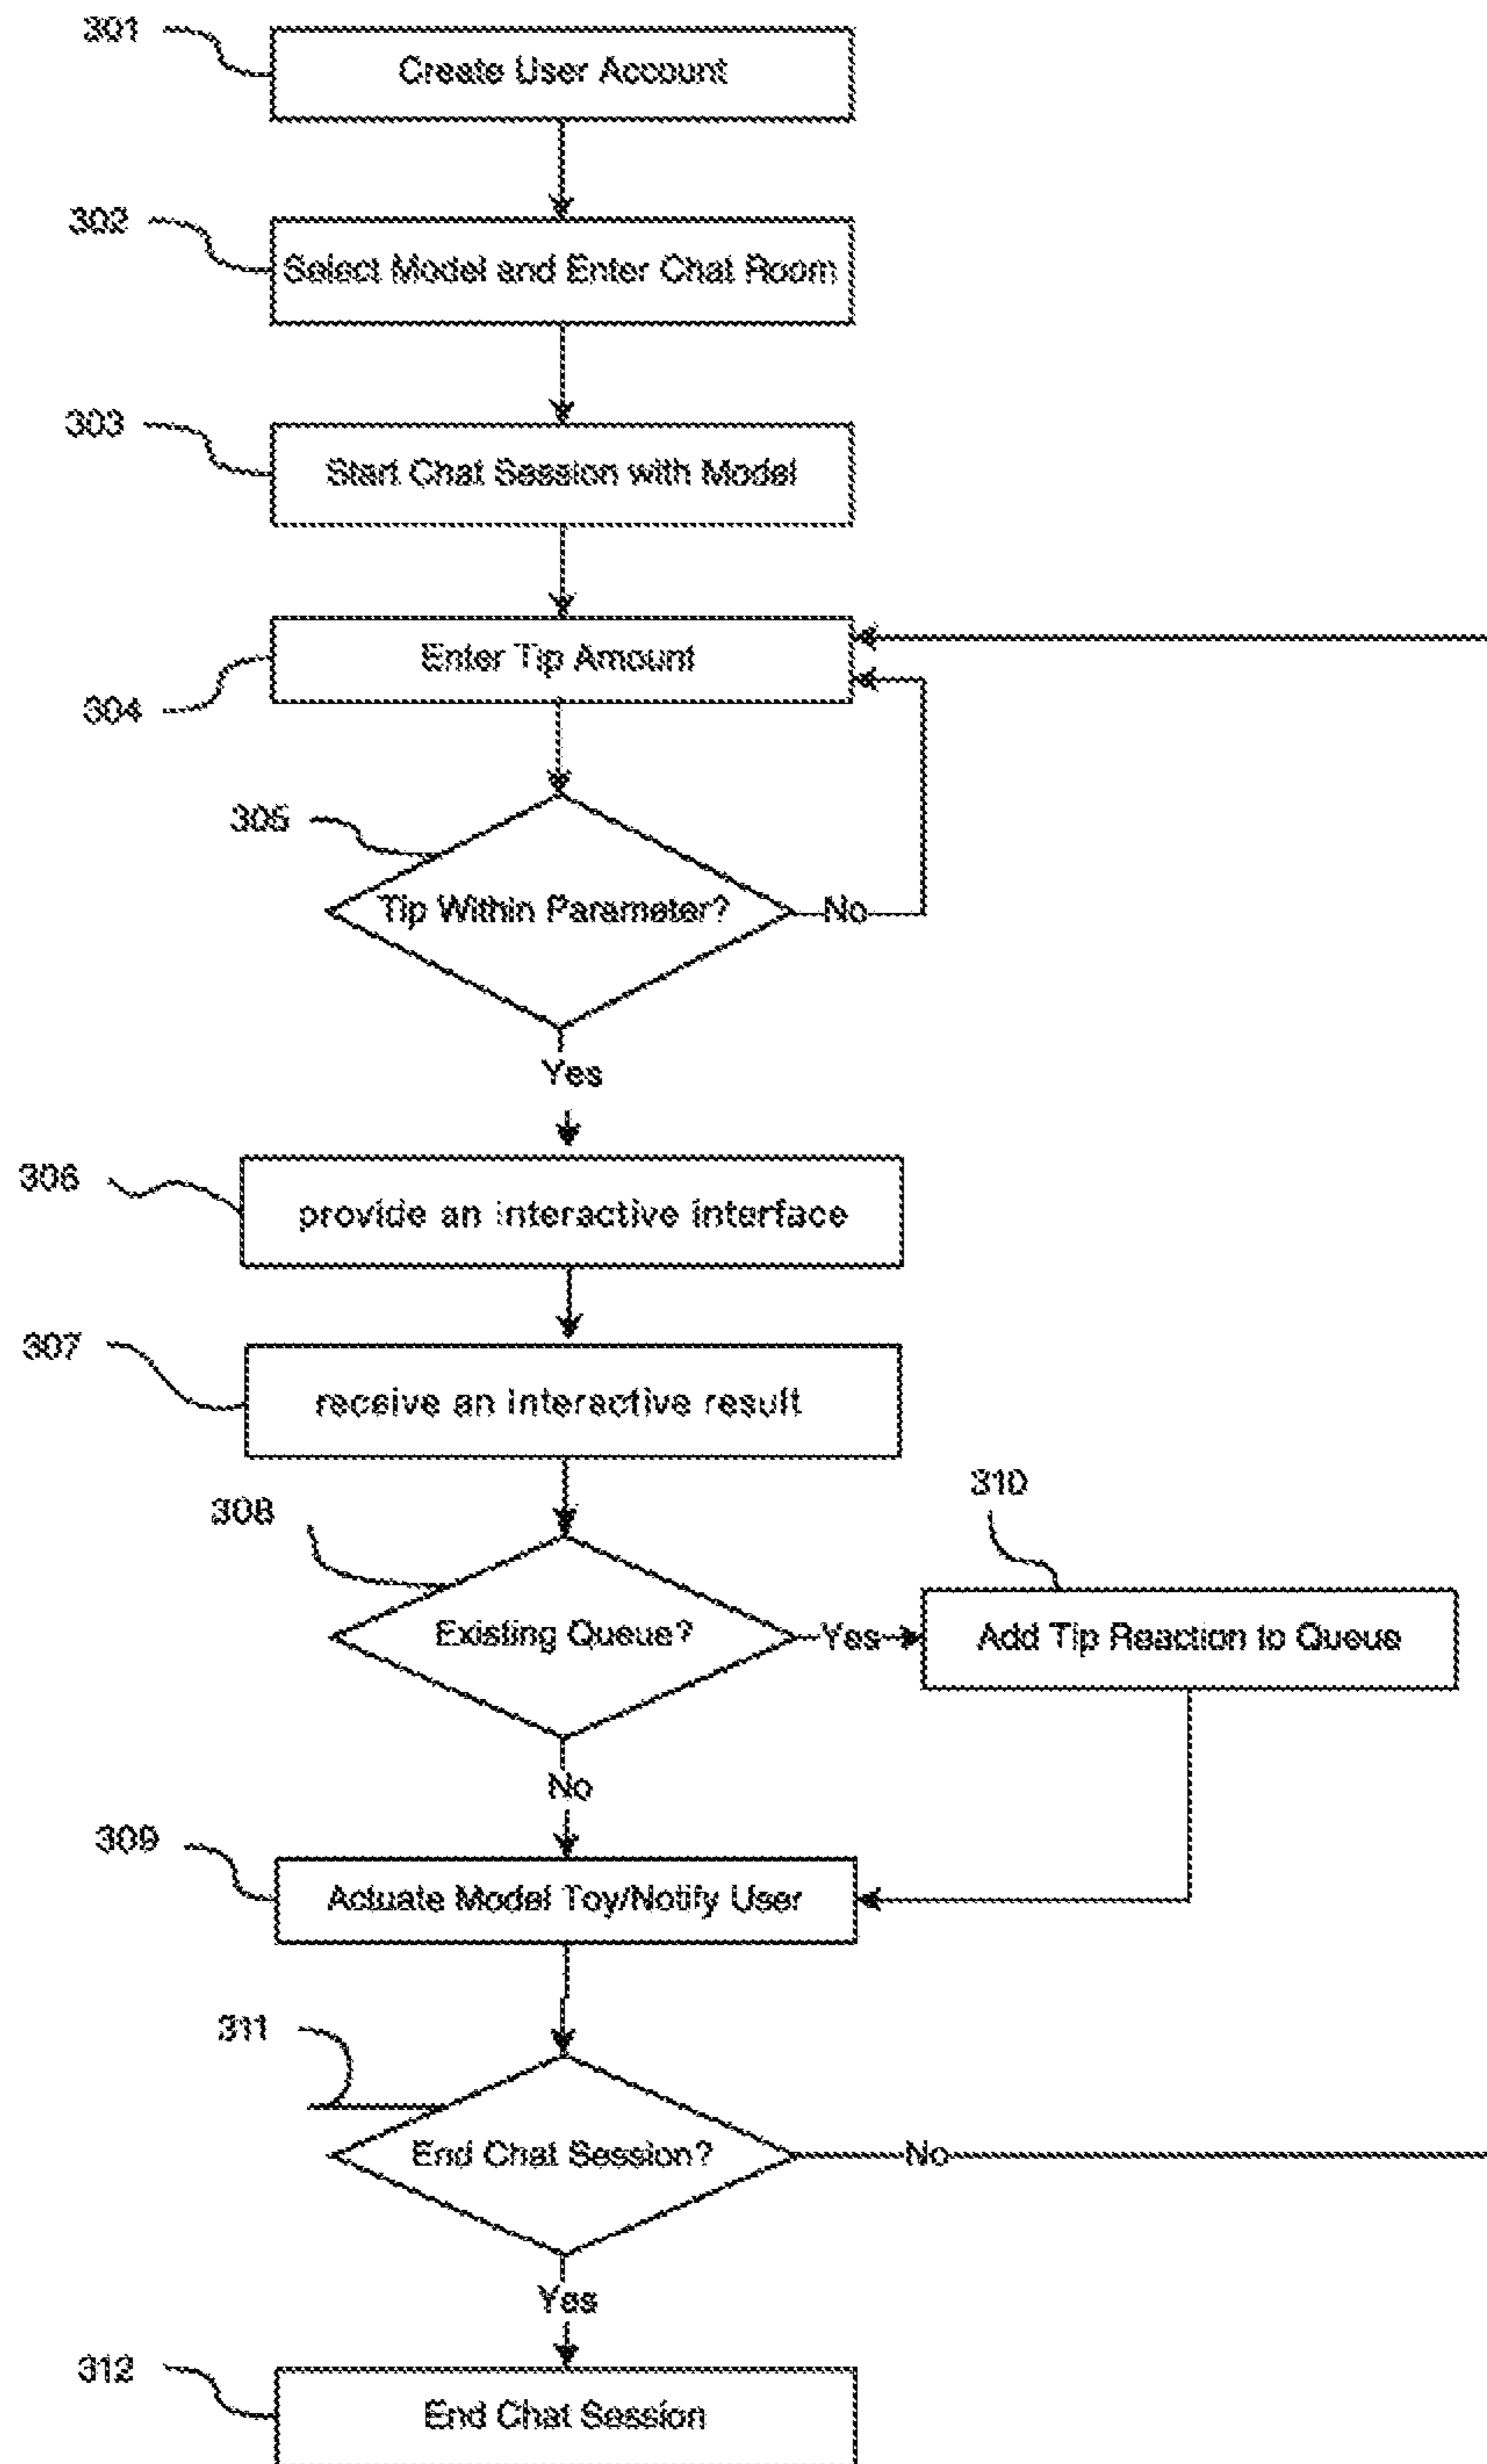 301
Create User Account
302
Select Model and Enter Chat Room
303
Start Chat Session with Model
Enter Tip Amount
304
305
Tip Within Parameter?
No
Yes
306
provide an interactive interface
307
receive an interactive result
310
308
Existing Queue?
Yes
Add Tip Reaction to Queue
No
309
Actuate Model Toy/Notify User
311
End Chat Session?
No
Yes
312
End Chat Session